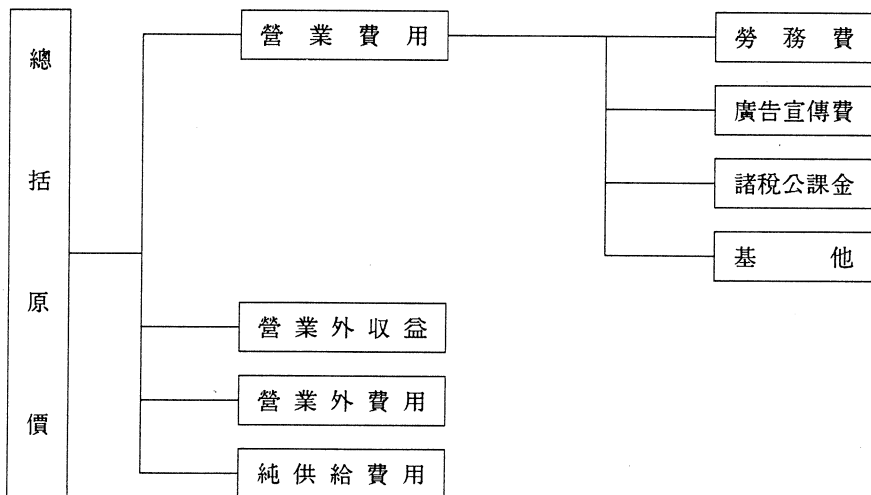 總括原價
營業費用
勞務費
廣告宣傳費
諸稅公課金
基他
營業外収益
營業外費用
純供給費用